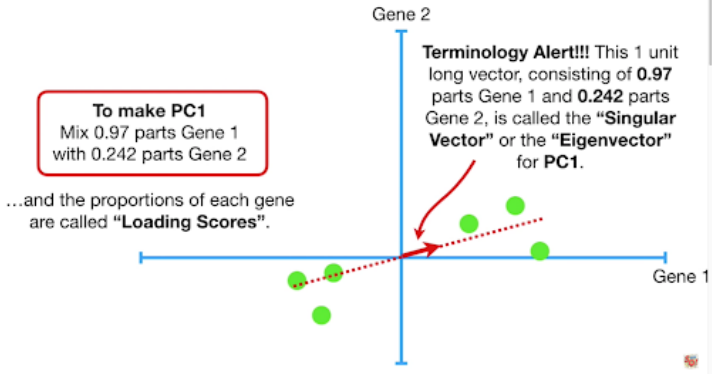 Gene 2
Terminology Alert!!! This 1 unit
long vector, consisting of 0.97
parts Gene 1 and 0.242 parts
Gene 2, is called the “Singular
Vector” or the “Eigenvector”
for PC1.
To make PC1
Mix 0.97 parts Gene 1
with 0.242 parts Gene 2
…and the proportions of each gene
are called “Loading Scores”.
Gene 1